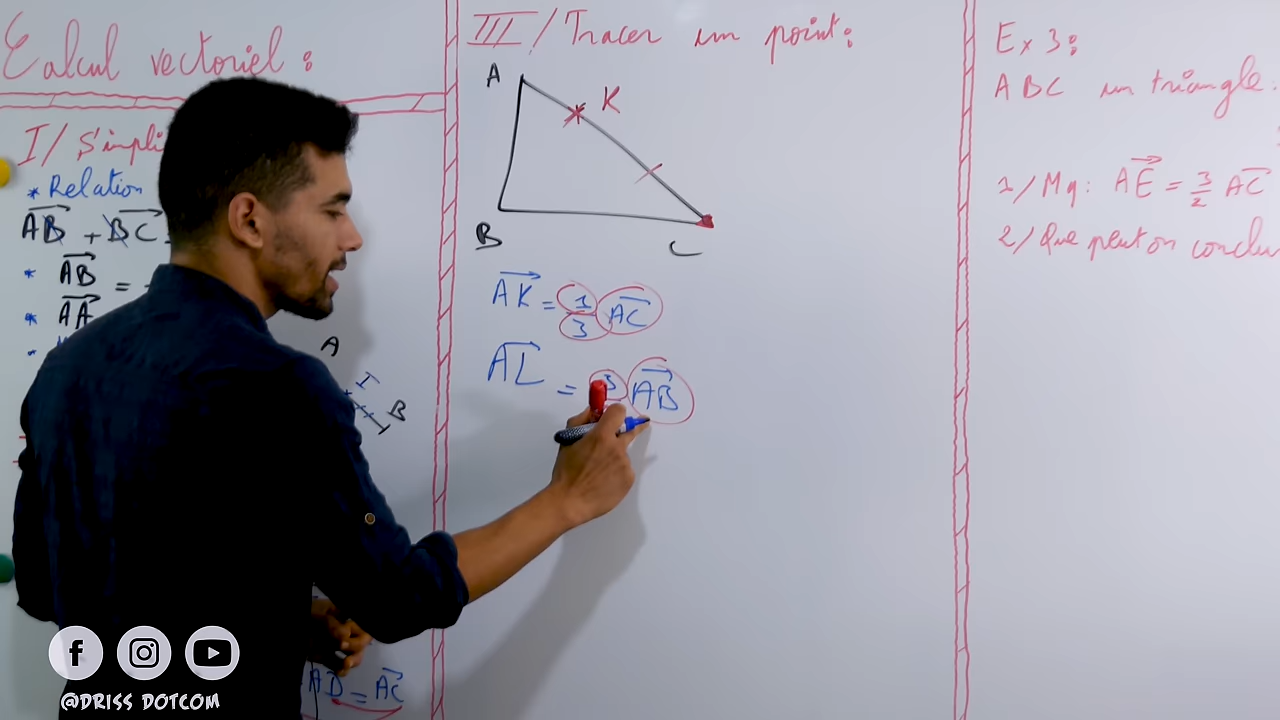 Calcul vectoriel :
I/ Simpli
* Relation
AB + BC
* AB = -
* AA
*
A
I
B
AD = AC
III/ Tracer un point :
A
K
B
C
AK = 1/3 AC
AL = 3 AB
Ex 3:
ABC un triangle.
1/ Mq: AE = 3/2 AC
2/ Que peut on conclu
@DRISS DOTCOM